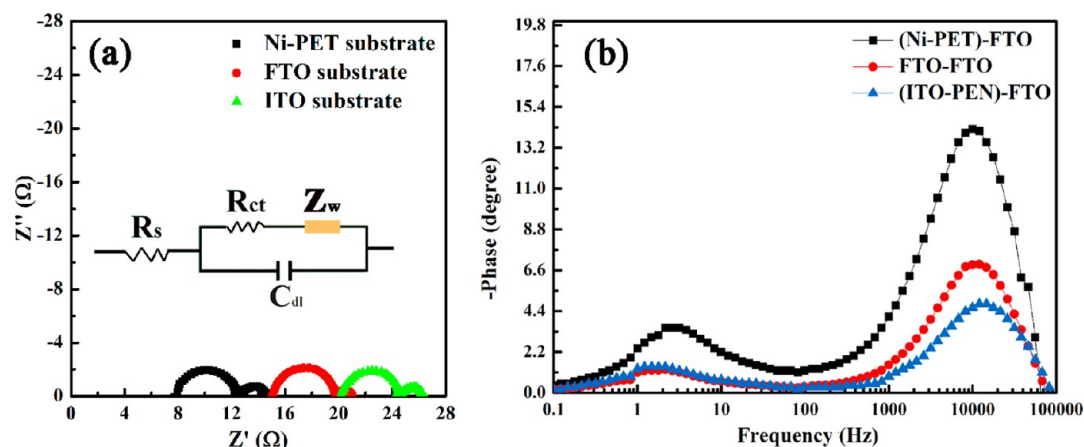 (a)
Ni-PET substrate
FTO substrate
ITO substrate
Rs
Rct
Zw
Cdl
-28
-24
-20
-16
-12
-8
-4
0
Z'' (Ω)
0 4 8 12 16 20 24 28
Z' (Ω)
(b)
(Ni-PET)-FTO
FTO-FTO
(ITO-PEN)-FTO
19.8
17.6
15.4
13.2
11.0
8.8
6.6
4.4
2.2
0.0
-Phase (degree)
0.1 1 10 100 1000 10000 100000
Frequency (Hz)